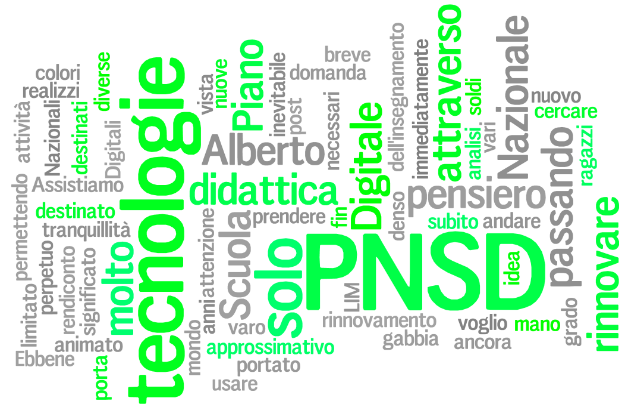 breve
domanda
colori
realizzi
diverse
attività
Nazionali
destinati
Digitali
tecnologie
vista
nuove
Piano
inevitabile
post
necessari
dell'insegnamento
immediatamente
attraverso
soldi
analisi
vari
Nazionale
nuovo
cercare
ragazzi
passando
Alberto
Digitale
didattica
pensiero
Assistiamo
destinato
tranquillità
permettendo
perpetuo
limitato
rendiconto
significato
molto
attenzione
anni
Scuola
prendere
fin
denso
subito
andare
solo
PNSD
idea
rinnovare
LIM
rinnovamento
voglio
mano
grado
gabbia
ancora
varo
approssimativo
mondo
portato
usare
animato
Ebbene
porta